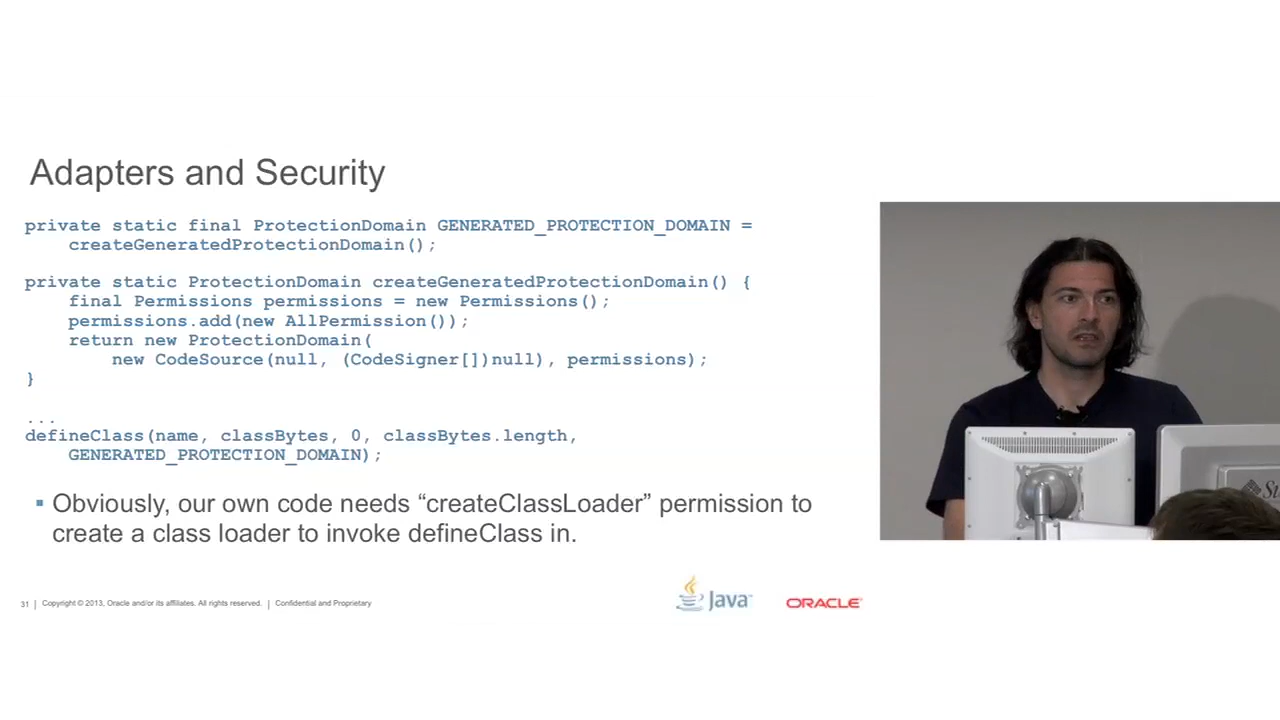 Adapters and Security
private static final ProtectionDomain GENERATED_PROTECTION_DOMAIN =
    createGeneratedProtectionDomain();
private static ProtectionDomain createGeneratedProtectionDomain() {
    final Permissions permissions = new Permissions();
    permissions.add(new AllPermission());
    return new ProtectionDomain(
        new CodeSource(null, (CodeSigner[])null), permissions);
}
...
defineClass(name, classBytes, 0, classBytes.length,
    GENERATED_PROTECTION_DOMAIN);
▪ Obviously, our own code needs “createClassLoader” permission to
create a class loader to invoke defineClass in.
31 | Copyright © 2013, Oracle and/or its affiliates. All rights reserved. | Confidential and Proprietary
Java™
ORACLE